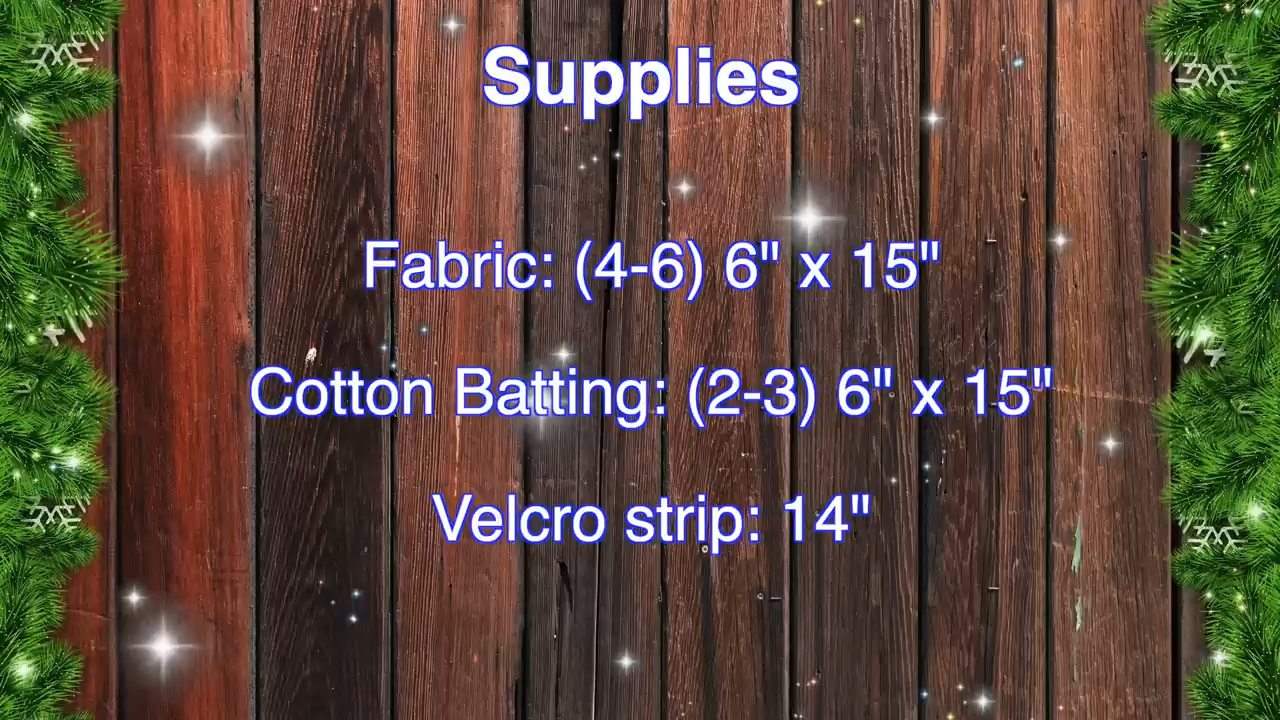 Supplies
Fabric: (4-6) 6" x 15"
Cotton Batting: (2-3) 6" x 15"
Velcro strip: 14"